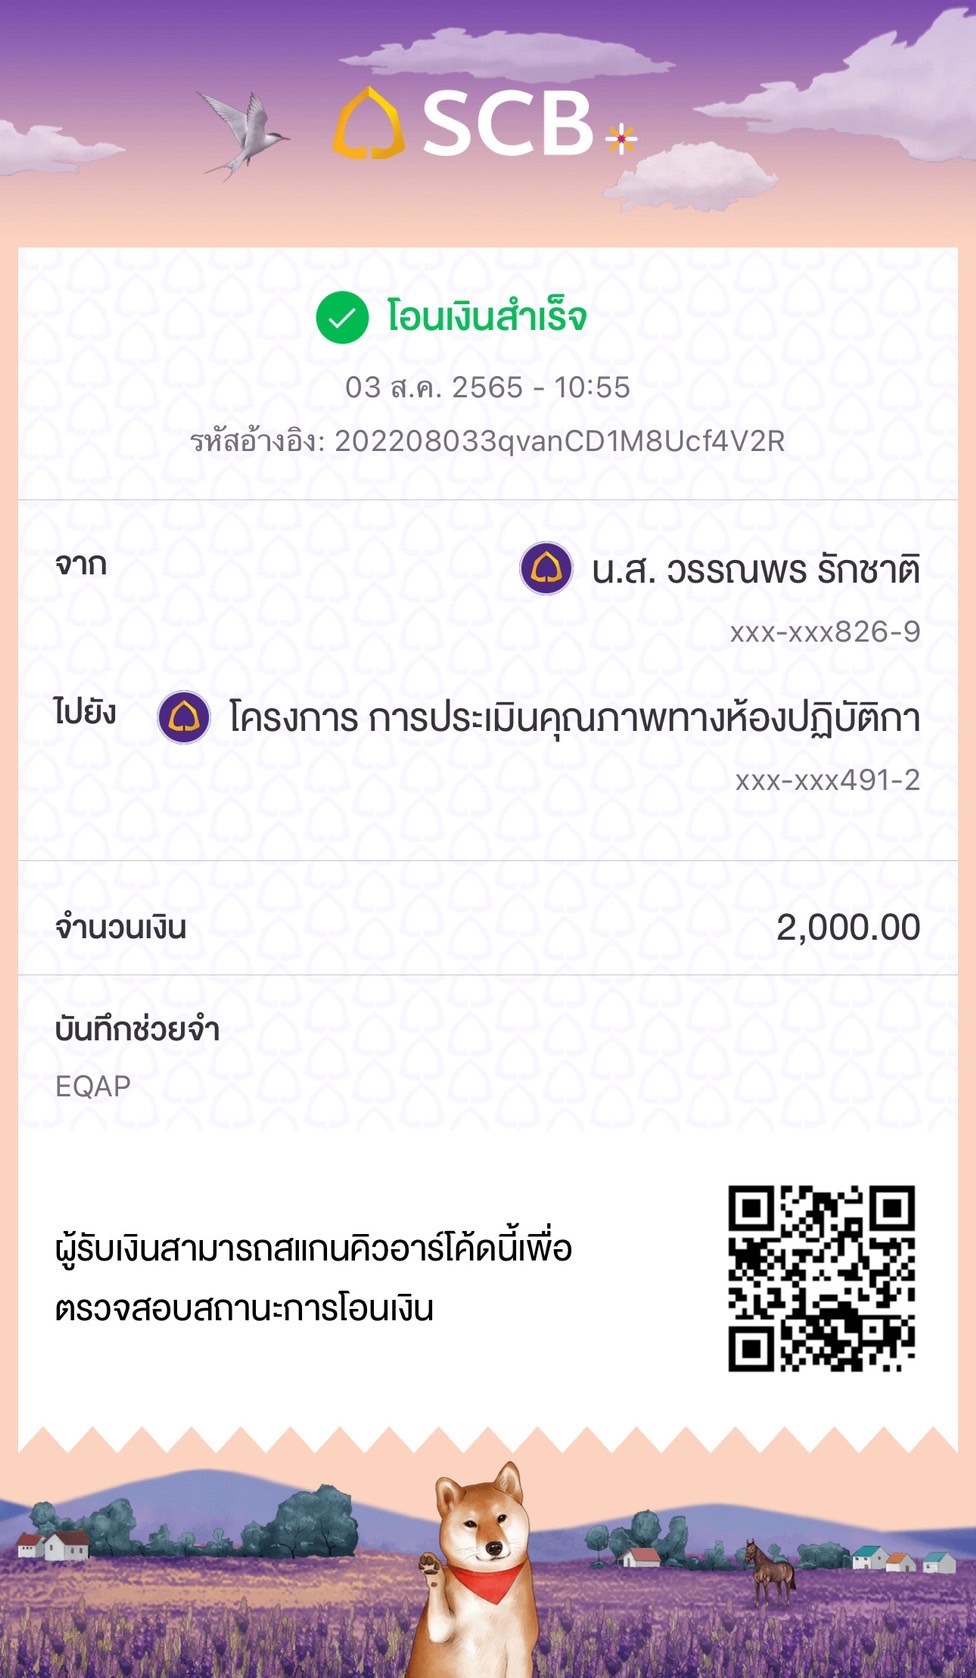 SCB
โอนเงินสำเร็จ
03 ส.ค. 2565 - 10:55
รหัสอ้างอิง: 202208033qvanCD1M8Ucf4V2R
จาก น.ส. วรรณพร รักชาติ
xxx-xxx826-9
ไปยัง โครงการ การประเมินคุณภาพทางห้องปฏิบัติกา
xxx-xxx491-2
จำนวนเงิน 2,000.00
บันทึกช่วยจำ
EQAP
ผู้รับเงินสามารถสแกนคิวอาร์โค้ดนี้เพื่อ
ตรวจสอบสถานะการโอนเงิน